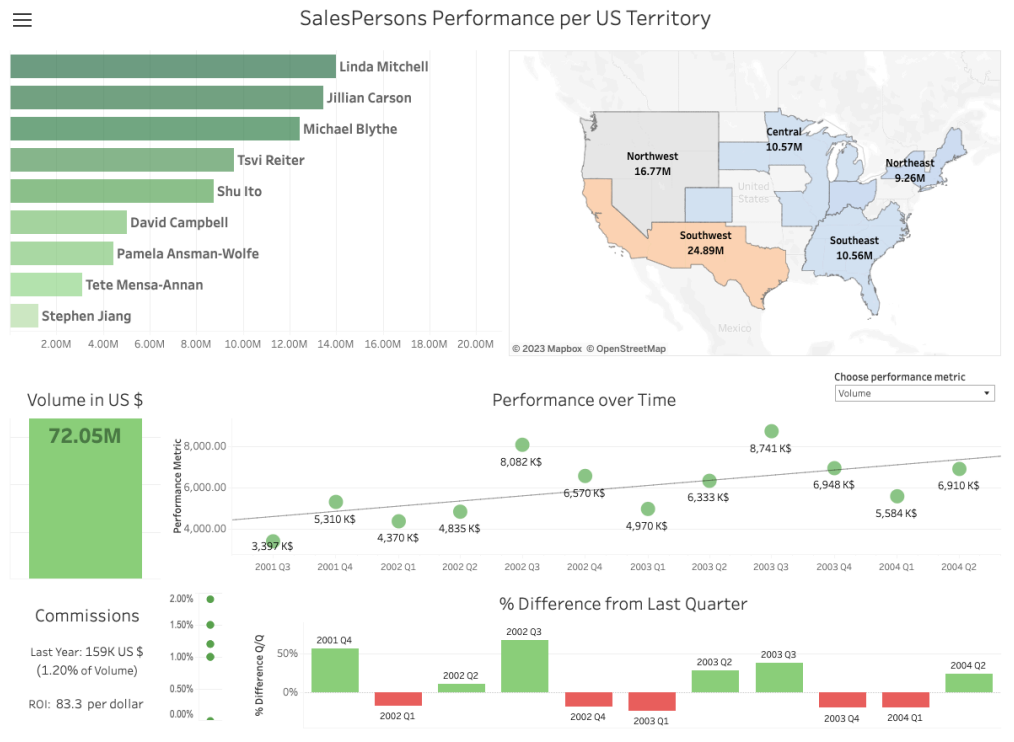 SalesPersons Performance per US Territory
Linda Mitchell
Jillian Carson
Michael Blythe
Tsvi Reiter
Shu Ito
David Campbell
Pamela Ansman-Wolfe
Tete Mensa-Annan
Stephen Jiang
2.00M 4.00M 6.00M 8.00M 10.00M 12.00M 14.00M 16.00M 18.00M 20.00M
Central
10.57M
Northwest
16.77M
Northeast
9.26M
United
States
Southwest
24.89M
Southeast
10.56M
Mexico
© 2023 Mapbox © OpenStreetMap
Choose performance metric
Volume
Volume in US $
72.05M
Performance over Time
Performance Metric
8,000.00
6,000.00
4,000.00
3,397 K$
5,310 K$
4,370 K$
4,835 K$
8,082 K$
6,570 K$
4,970 K$
6,333 K$
8,741 K$
6,948 K$
5,584 K$
6,910 K$
2001 Q3 2001 Q4 2002 Q1 2002 Q2 2002 Q3 2002 Q4 2003 Q1 2003 Q2 2003 Q3 2003 Q4 2004 Q1 2004 Q2
Commissions
Last Year: 159K US $
(1.20% of Volume)
ROI: 83.3 per dollar
2.00%
1.50%
1.00%
0.50%
0.00%
% Difference from Last Quarter
% Difference Q/Q
50%
0%
2001 Q4
2002 Q1
2002 Q2
2002 Q3
2002 Q4
2003 Q1
2003 Q2
2003 Q3
2003 Q4
2004 Q1
2004 Q2